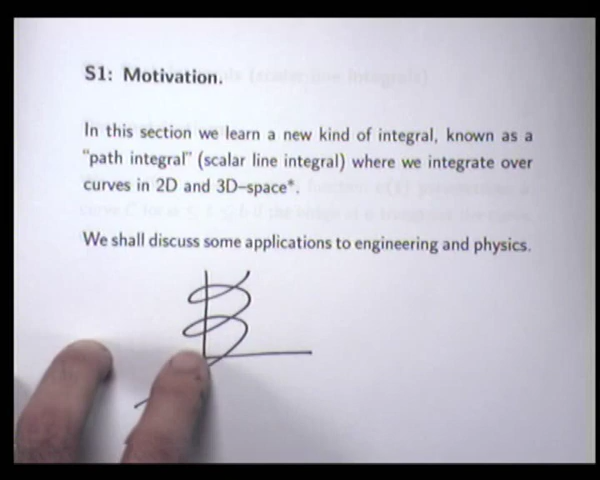 S1: Motivation.
In this section we learn a new kind of integral, known as a
"path integral" (scalar line integral) where we integrate over
curves in 2D and 3D–space*.
We shall discuss some applications to engineering and physics.